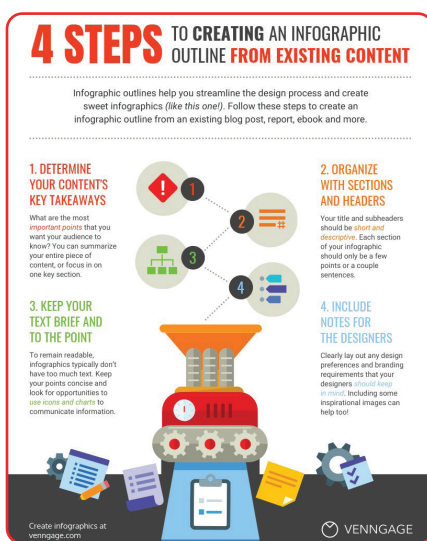 4 STEPS TO CREATING AN INFOGRAPHIC
OUTLINE FROM EXISTING CONTENT
Infographic outlines help you streamline the design process and create
sweet infographics (like this one!). Follow these steps to create an
infographic outline from an existing blog post, report, ebook and more.
1. DETERMINE
YOUR CONTENT'S
KEY TAKEAWAYS
What are the most
important points that you
want your audience to
know? You can summarize
your entire piece of
content, or focus in on
one key section.
1
2
#
3
4
2. ORGANIZE
WITH SECTIONS
AND HEADERS
Your title and subheaders
should be short and
descriptive. Each section
of your infographic
should only be a few
points or a couple
sentences.
3. KEEP YOUR
TEXT BRIEF AND
TO THE POINT
To remain readable,
infographics typically don't
have too much text. Keep
your points concise and
look for opportunities to
use icons and charts to
communicate information.
4. INCLUDE
NOTES FOR
THE DESIGNERS
Clearly lay out any design
preferences and branding
requirements that your
designers should keep
in mind. Including some
inspirational images can
help too!
Create infographics at
venngage.com
VENNGAGE